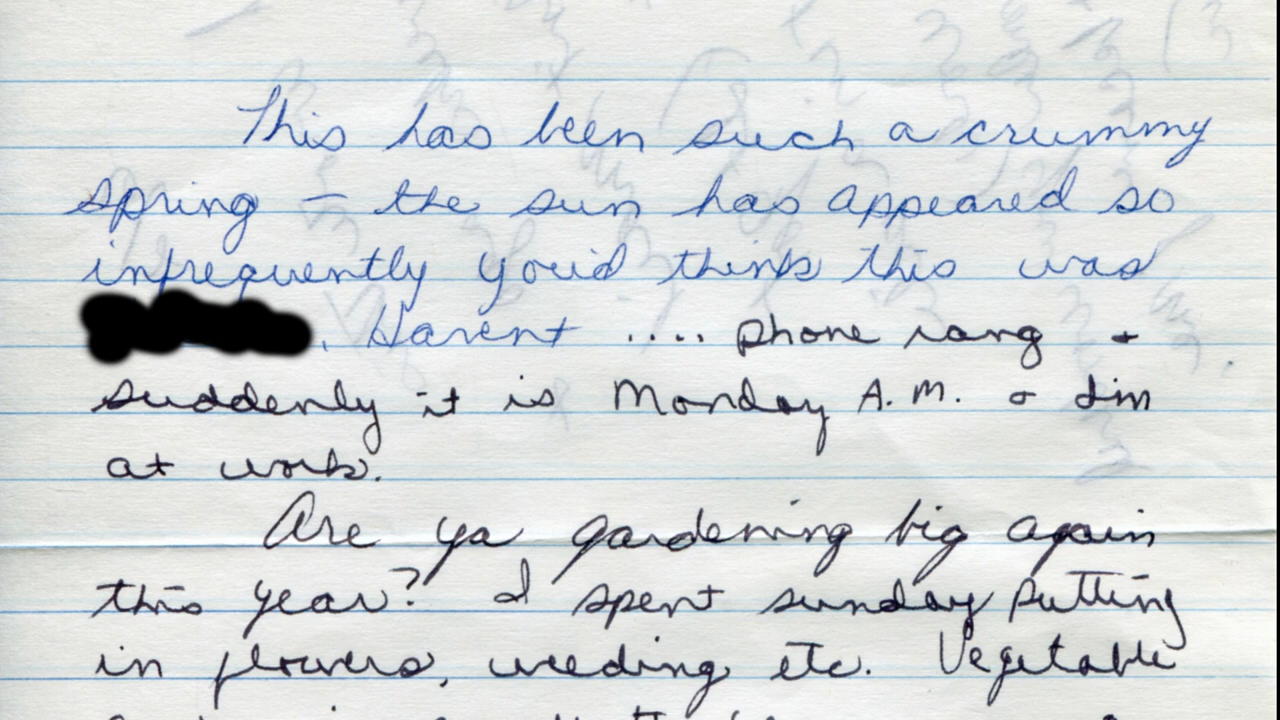 This has been such a crummy
spring – the sun has appeared so
infrequently you'd think this was
. Haven't .... phone rang +
suddenly it is Monday A.M. + I'm
at work.
Are ya gardening big again
this year? I spent sunday putting
in flowers, weeding etc. Vegetable